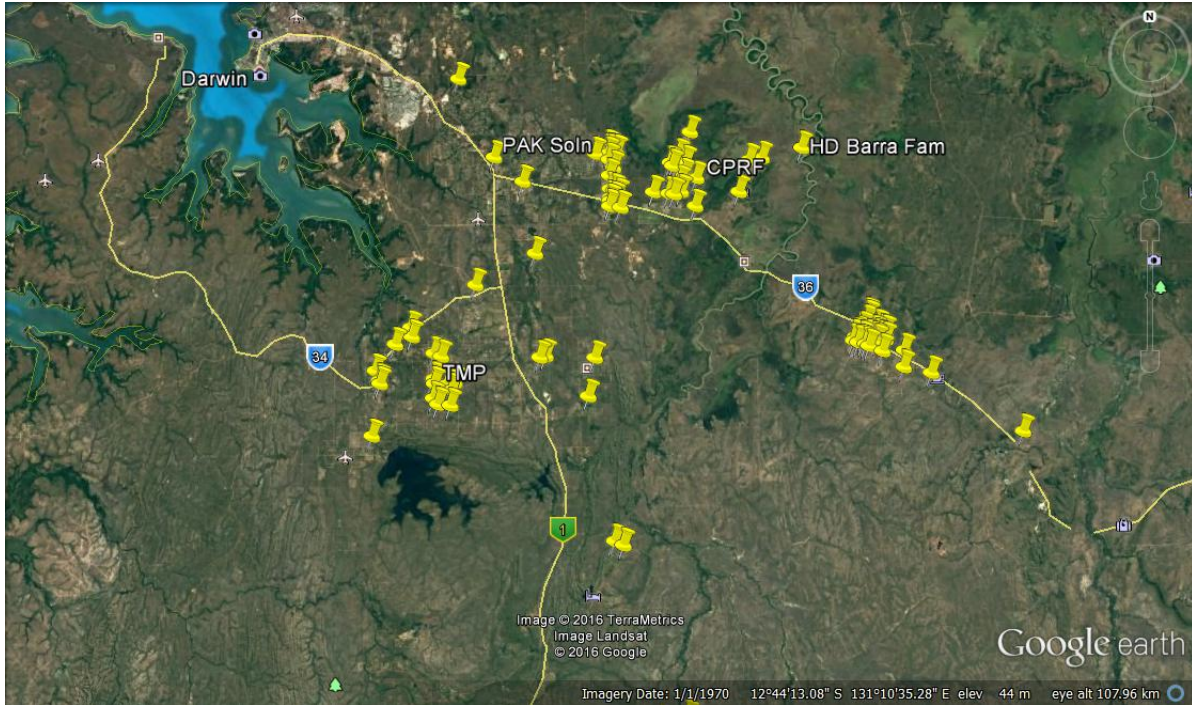 N
Darwin
PAK Soln
CPRF
HD Barra Fam
36
34
TMP
1
Image © 2016 TerraMetrics
Image Landsat
© 2016 Google
Google earth
Imagery Date: 1/1/1970 12°44'13.08" S 131°10'35.28" E elev 44 m eye alt 107.96 km